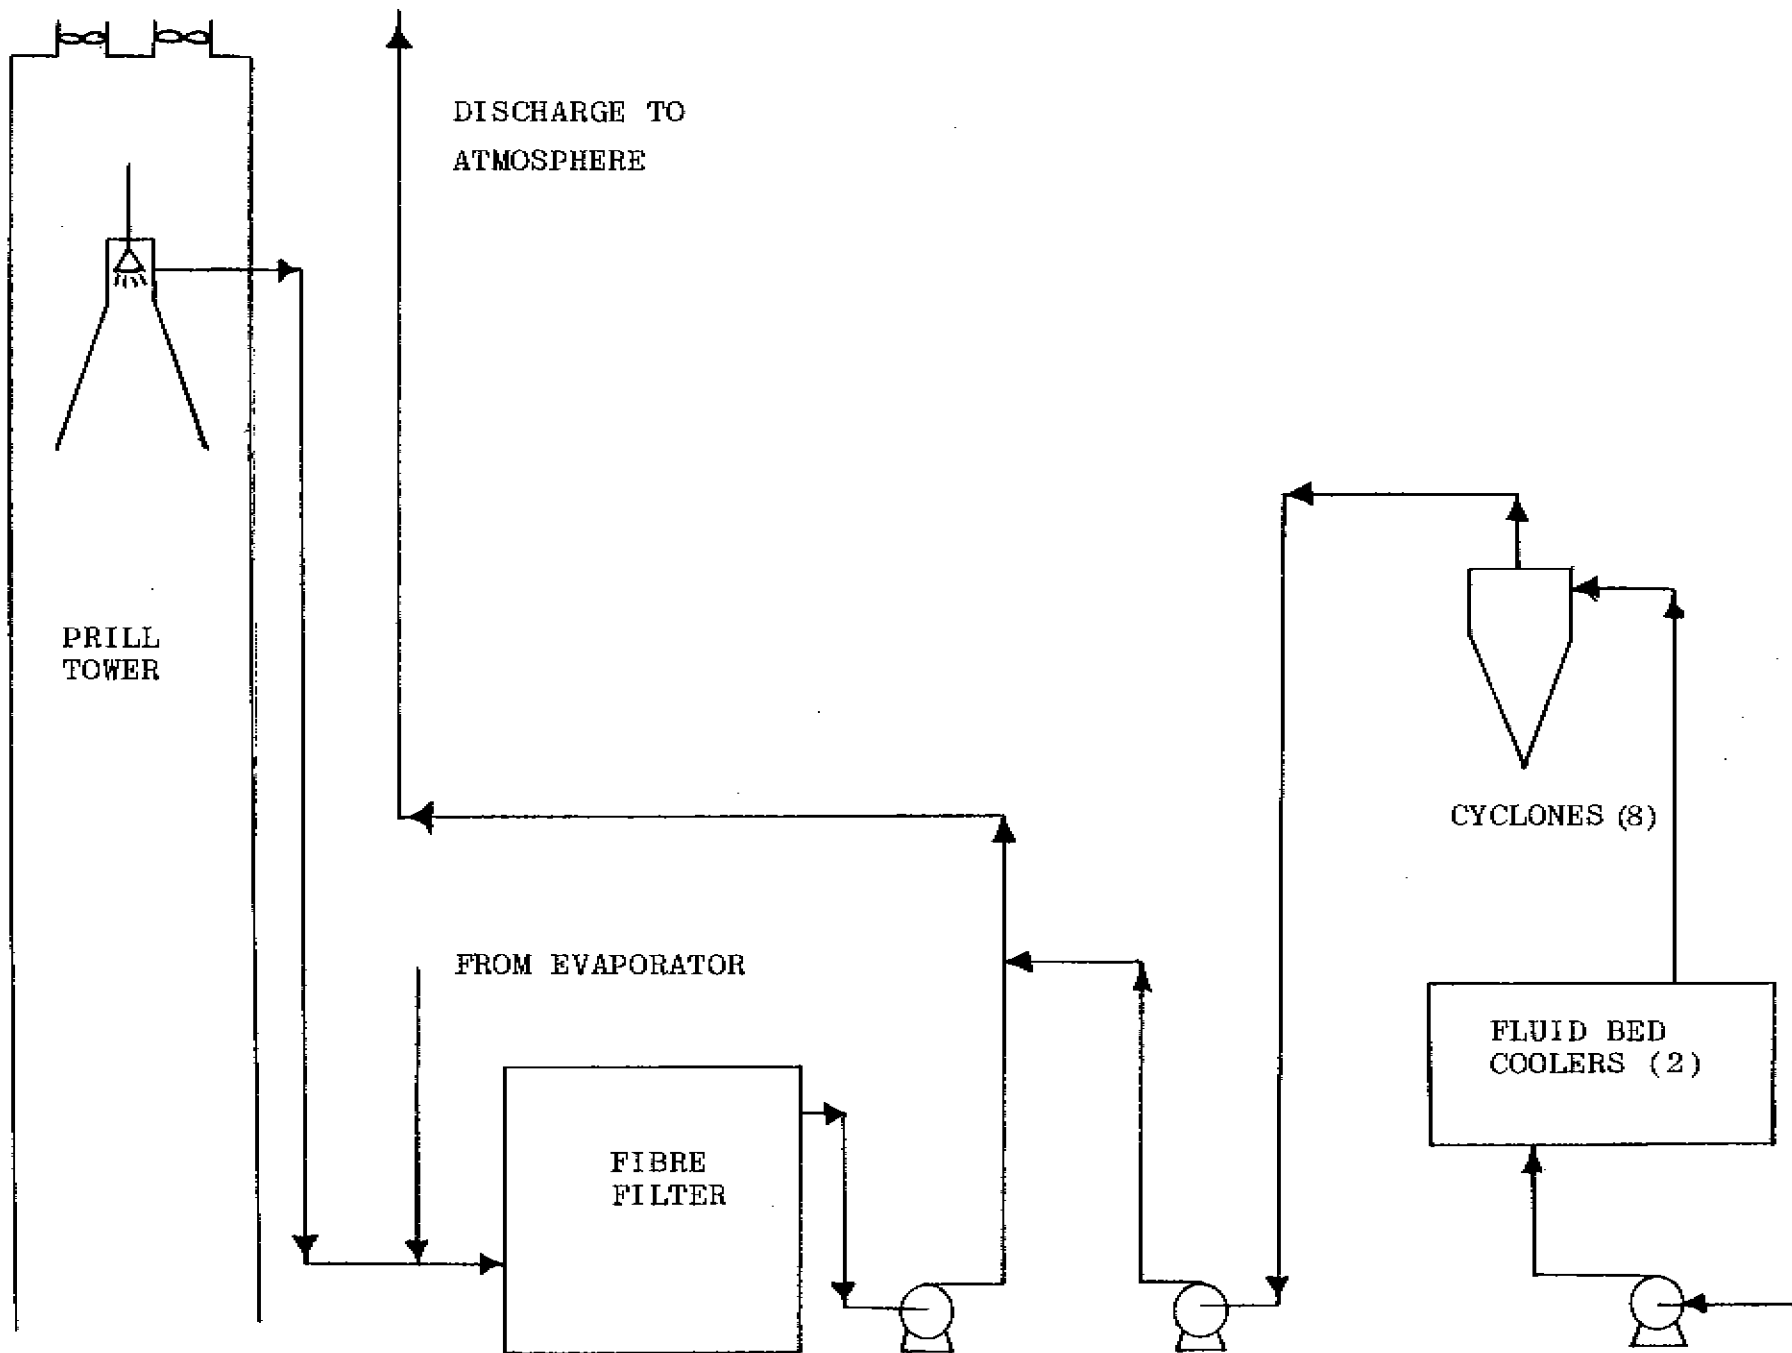 DISCHARGE TO
ATMOSPHERE
PRILL
TOWER
CYCLONES (8)
FROM EVAPORATOR
FLUID BED
COOLERS (2)
FIBRE
FILTER